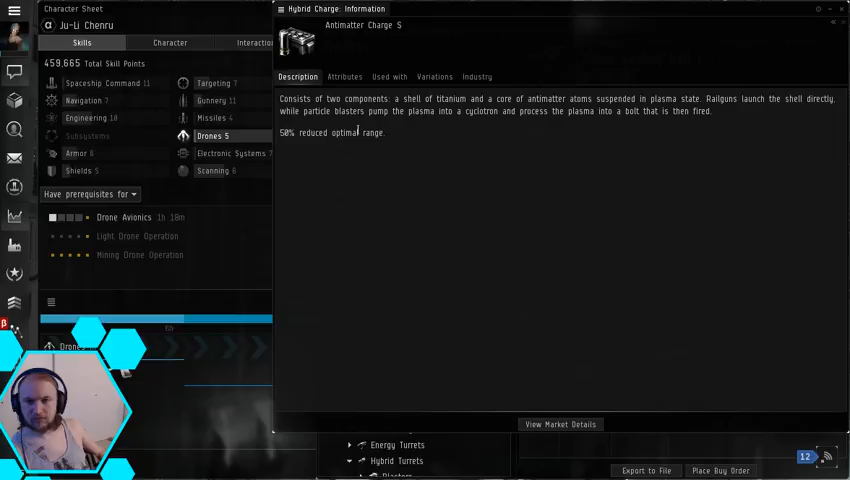 Character Sheet
α Ju-Li Chenru
Skills
Character
Interaction
459,665 Total Skill Points
Spaceship Command 11
Targeting 7
Navigation 7
Gunnery 11
Engineering 10
Missiles 4
Subsystems
Drones 5
Armor 6
Electronic Systems 7
Shields 5
Scanning 6
Have prerequisites for
Drone Avionics 1h 18m
Light Drone Operation
Mining Drone Operation
Hybrid Charge: Information
Antimatter Charge S
Description
Attributes
Used with
Variations
Industry
Consists of two components: a shell of titanium and a core of antimatter atoms suspended in plasma state. Railguns launch the shell directly,
while particle blasters pump the plasma into a cyclotron and process the plasma into a bolt that is then fired.
50% reduced optimal range.
View Market Details
Energy Turrets
Hybrid Turrets
Blasters
Export to File
Place Buy Order
12
β